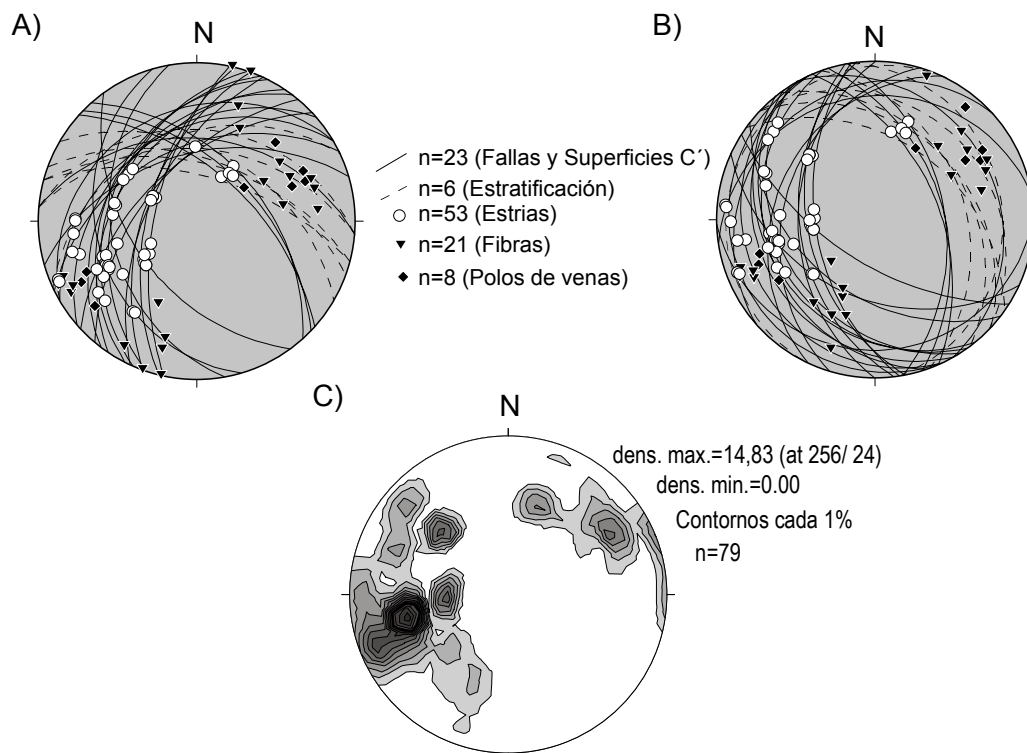 A)
N
B)
N
n=23 (Fallas y Superficies C´)
n=6 (Estratificación)
n=53 (Estrias)
n=21 (Fibras)
n=8 (Polos de venas)
C)
N
dens. max.=14,83 (at 256/ 24)
dens. min.=0.00
Contornos cada 1%
n=79